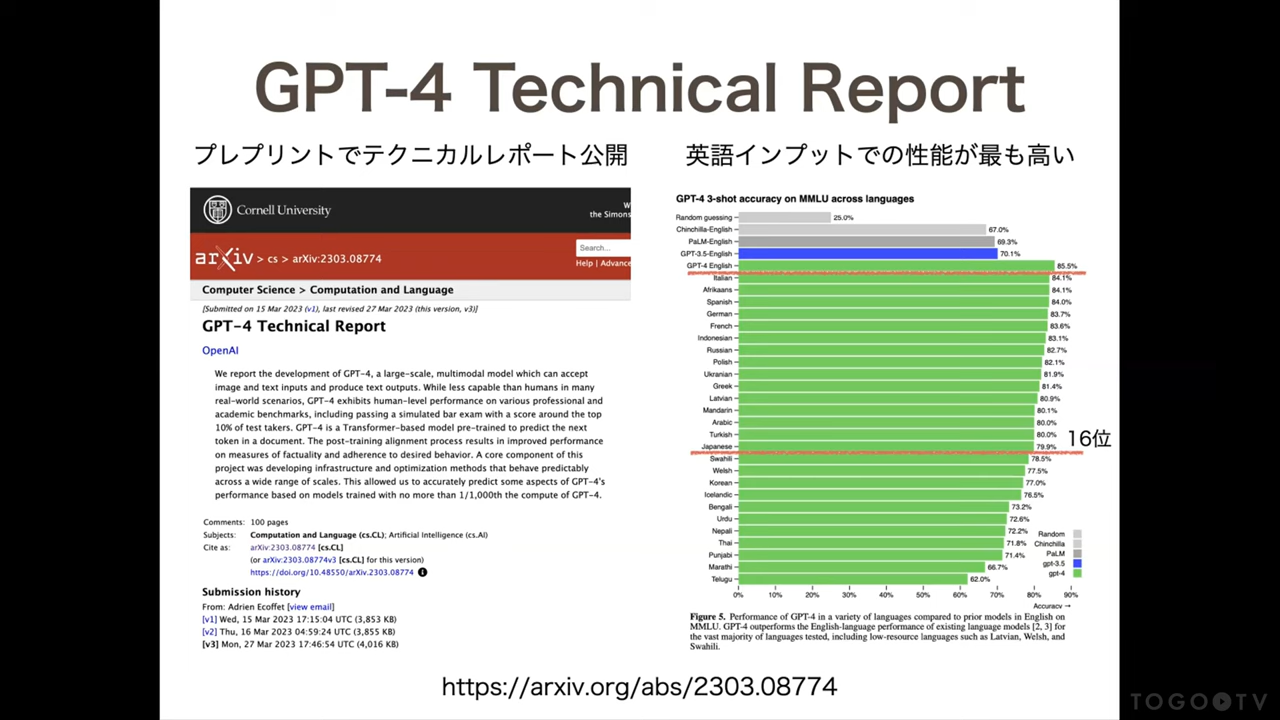 GPT-4 Technical Report
プレプリントでテクニカルレポート公開
Cornell University
W
the Simons
arXiv > cs > arXiv:2303.08774
Search...
Help | Advance
Computer Science > Computation and Language
[Submitted on 15 Mar 2023 (v1), last revised 27 Mar 2023 (this version, v3)]
GPT-4 Technical Report
OpenAI
We report the development of GPT-4, a large-scale, multimodal model which can accept
image and text inputs and produce text outputs. While less capable than humans in many
real-world scenarios, GPT-4 exhibits human-level performance on various professional and
academic benchmarks, including passing a simulated bar exam with a score around the top
10% of test takers. GPT-4 is a Transformer-based model pre-trained to predict the next
token in a document. The post-training alignment process results in improved performance
on measures of factuality and adherence to desired behavior. A core component of this
project was developing infrastructure and optimization methods that behave predictably
across a wide range of scales. This allowed us to accurately predict some aspects of GPT-4's
performance based on models trained with no more than 1/1,000th the compute of GPT-4.
Comments: 100 pages
Subjects: Computation and Language (cs.CL); Artificial Intelligence (cs.AI)
Cite as: arXiv:2303.08774 [cs.CL]
(or arXiv:2303.08774v3 [cs.CL] for this version)
https://doi.org/10.48550/arXiv.2303.08774
Submission history
From: Adrien Ecoffet [view email]
[v1] Wed, 15 Mar 2023 17:15:04 UTC (3,853 KB)
[v2] Thu, 16 Mar 2023 04:59:24 UTC (3,855 KB)
[v3] Mon, 27 Mar 2023 17:46:54 UTC (4,016 KB)
英語インプットでの性能が最も高い
GPT-4 3-shot accuracy on MMLU across languages
Random guessing 25.0%
Chinchilla-English 67.0%
PaLM-English 69.3%
GPT-3.5-English 70.1%
GPT-4 English 85.5%
Italian 84.1%
Afrikaans 84.1%
Spanish 84.0%
German 83.7%
French 83.6%
Indonesian 83.1%
Russian 82.7%
Polish 82.1%
Ukranian 81.9%
Greek 81.4%
Latvian 80.9%
Mandarin 80.1%
Arabic 80.0%
Turkish 80.0%
Japanese 79.9%
16位
Swahili 78.5%
Welsh 77.5%
Korean 77.0%
Icelandic 76.5%
Bengali 73.2%
Urdu 72.6%
Nepali 72.2%
Thai 71.8%
Punjabi 71.4%
Marathi 66.7%
Telugu 62.0%
Random
Chinchilla
PaLM
gpt-3.5
gpt-4
0% 10% 20% 30% 40% 50% 60% 70% 80% 90%
Accuracy →
Figure 5. Performance of GPT-4 in a variety of languages compared to prior models in English on
MMLU. GPT-4 outperforms the English-language performance of existing language models [2, 3] for
the vast majority of languages tested, including low-resource languages such as Latvian, Welsh, and
Swahili.
https://arxiv.org/abs/2303.08774
TOGO TV